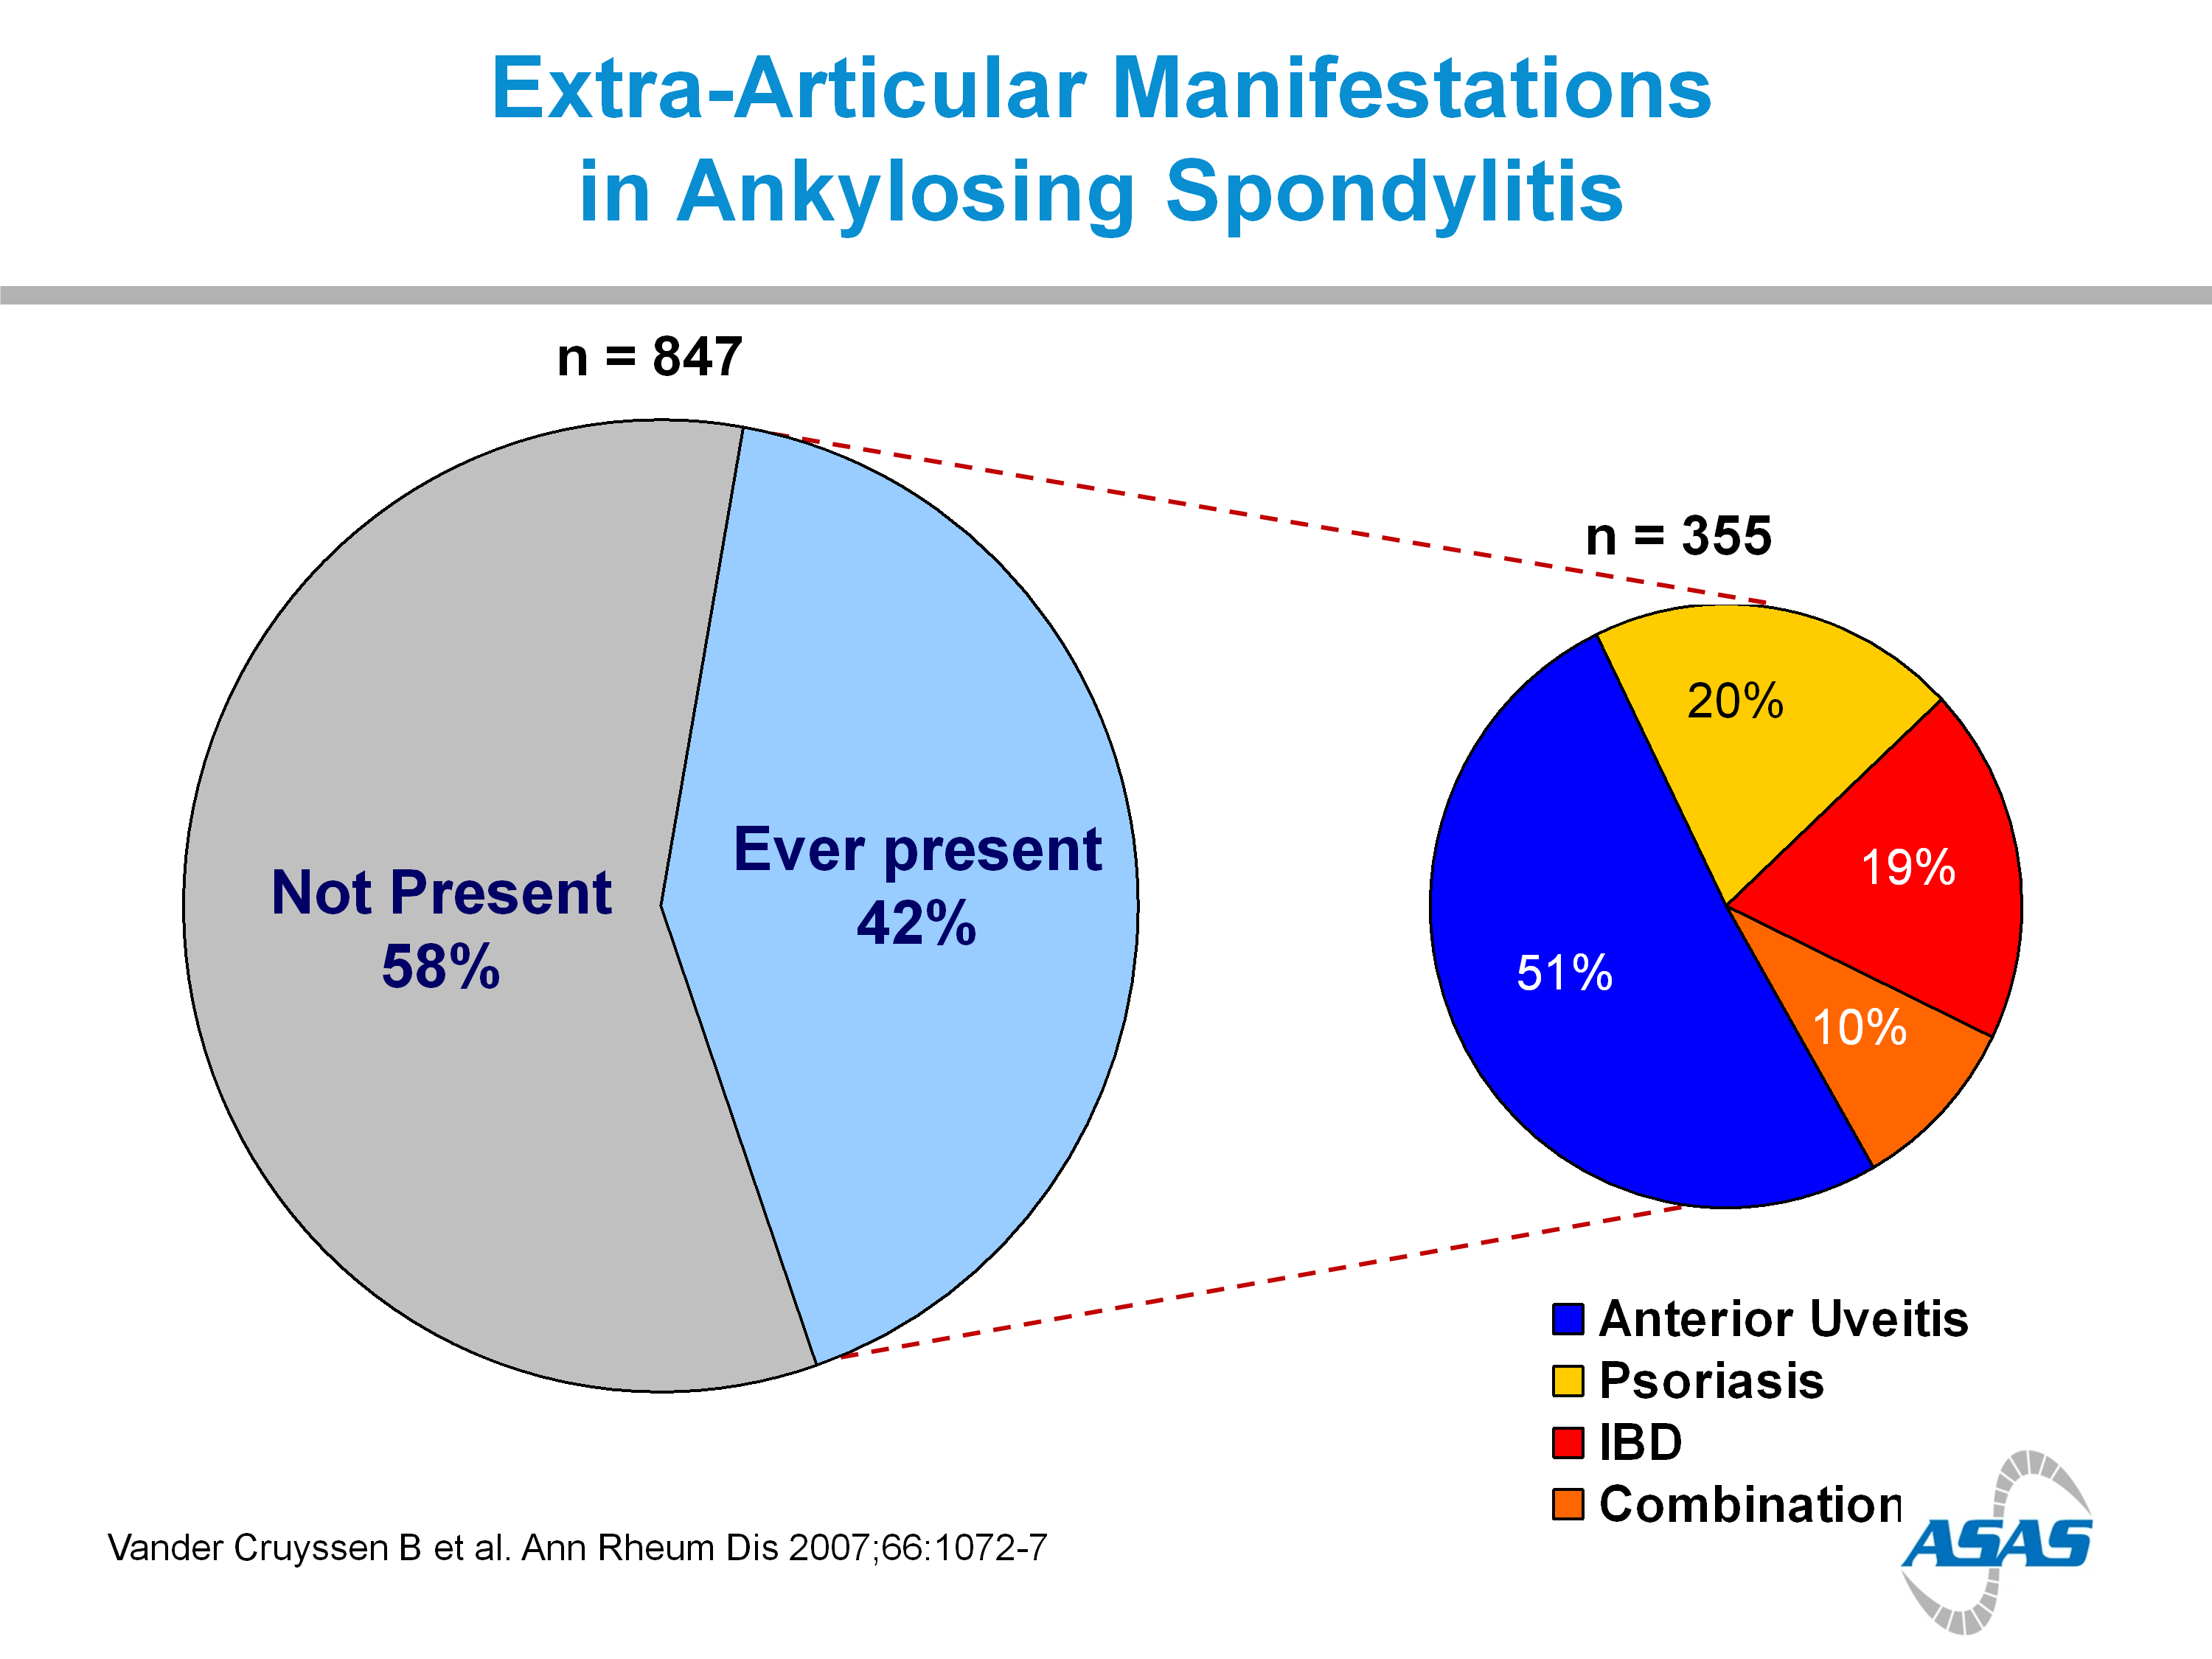 Extra-Articular Manifestations
in Ankylosing Spondylitis
n = 847
n = 355
Not Present
58%
Ever present
42%
20%
19%
51%
10%
Anterior Uveitis
Psoriasis
IBD
Combination
Vander Cruyssen B et al. Ann Rheum Dis 2007;66:1072-7
ASAS